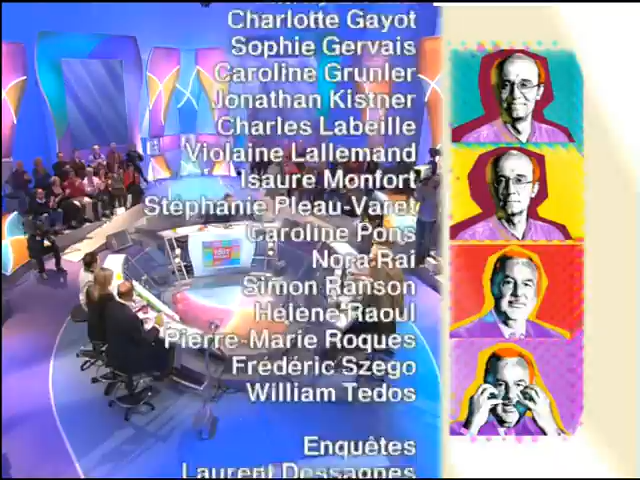 Charlotte Gayot
Sophie Gervais
Caroline Grunler
Jonathan Kistner
Charles Labeille
Violaine Lallemand
Isaure Monfort
Stéphanie Pleau-Varet
Caroline Pons
Nora Rai
Simon Ranson
Hélène Raoul
Pierre-Marie Roques
Frédéric Szego
William Tedos
Enquêtes
Laurent Dessagnes